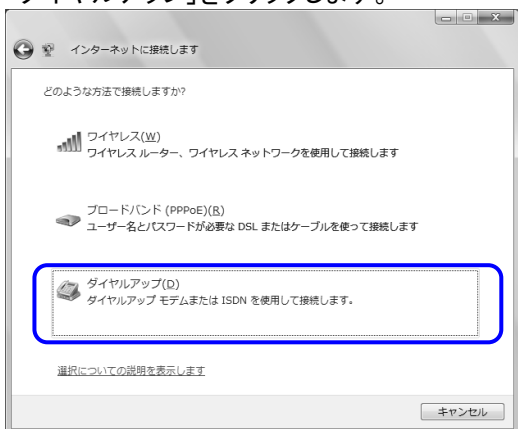 ダイヤルアップ」をクリックします。
インターネットに接続します
どのような方法で接続しますか?
ワイヤレス(W)
ワイヤレス ルーター、ワイヤレス ネットワークを使用して接続します
ブロードバンド (PPPoE)(R)
ユーザー名とパスワードが必要な DSL またはケーブルを使って接続します
ダイヤルアップ(D)
ダイヤルアップ モデムまたは ISDN を使用して接続します。
選択についての説明を表示します
キャンセル